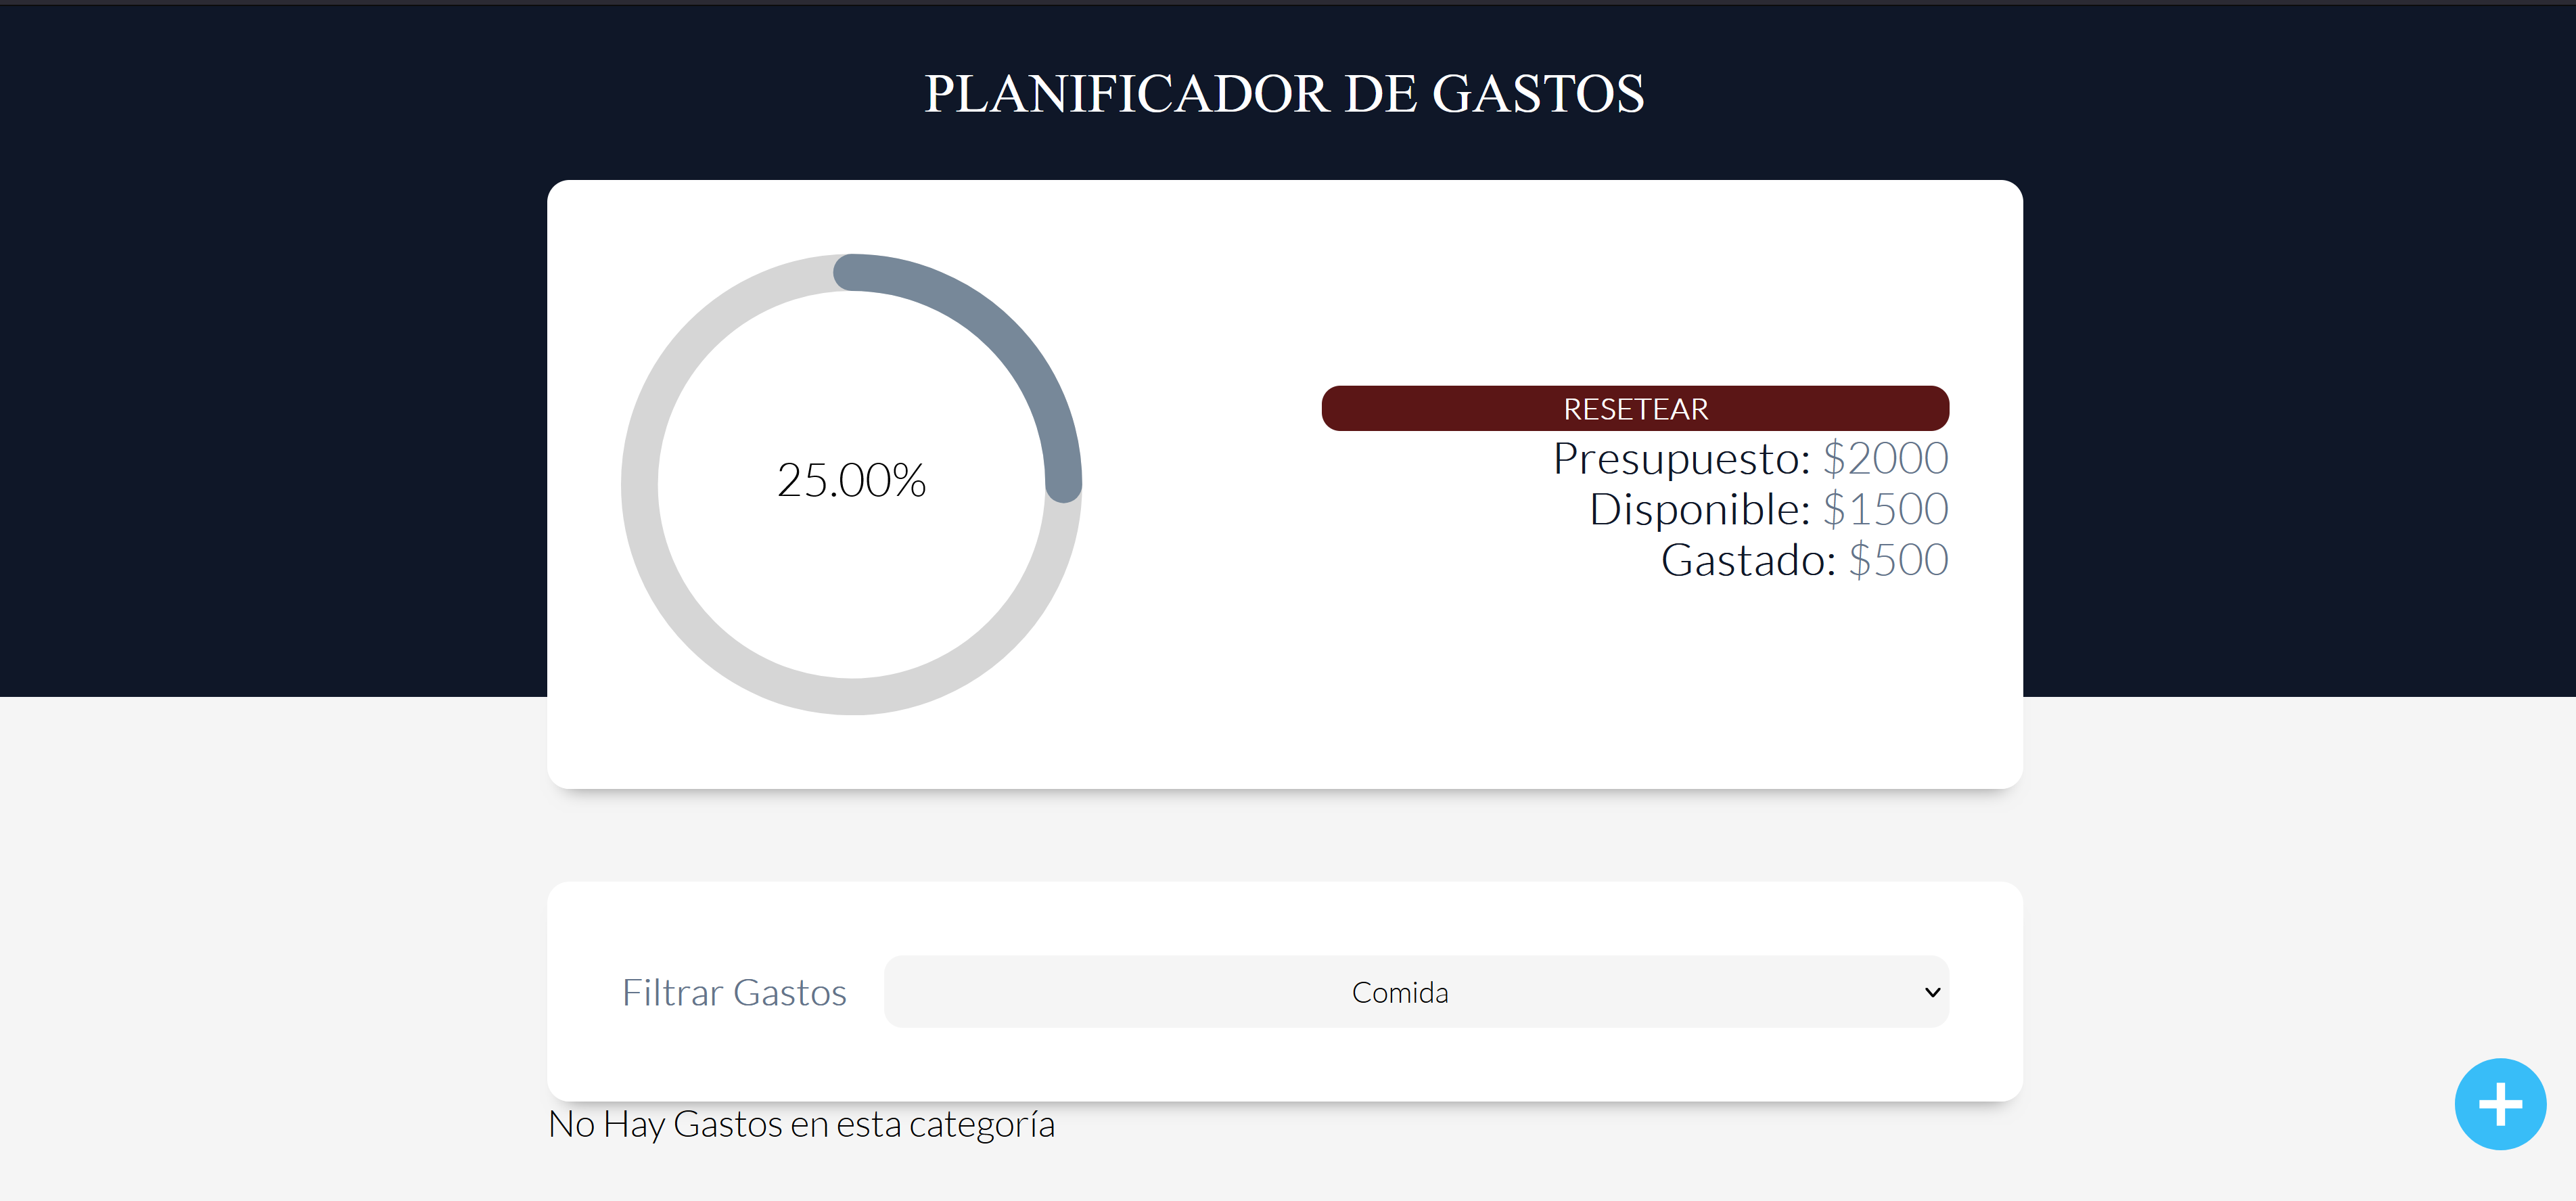 PLANIFICADOR DE GASTOS
25.00%
RESETEAR
Presupuesto: $2000
Disponible: $1500
Gastado: $500
Filtrar Gastos
Comida
No Hay Gastos en esta categoría